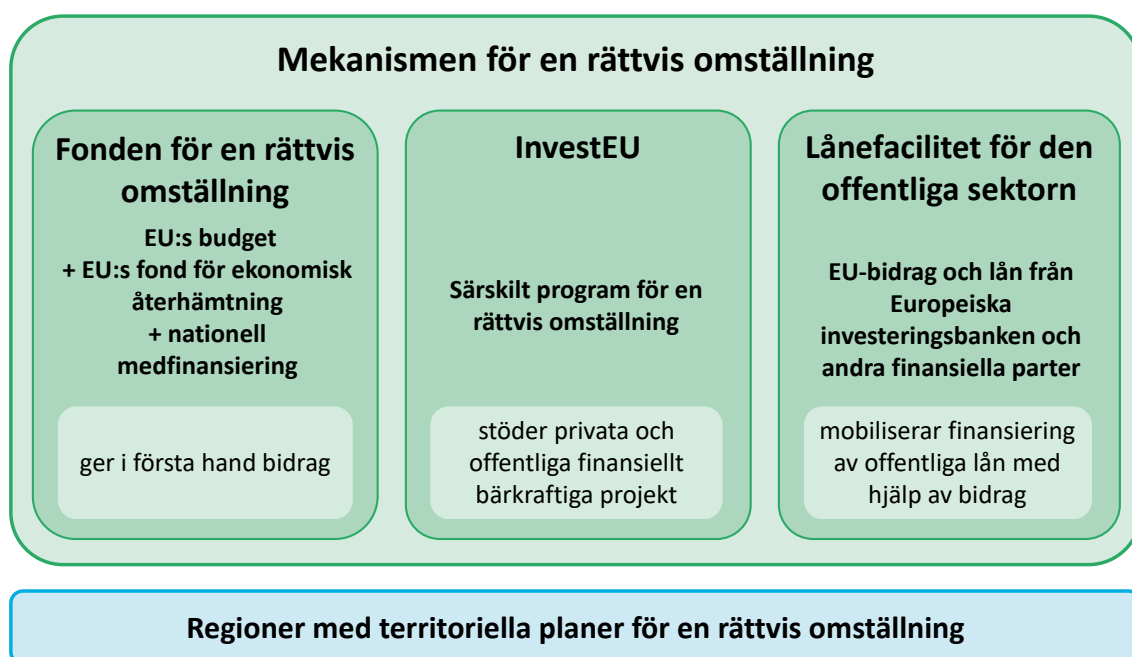 Mekanismen för en rättvis omställning
Fonden för en rättvis
omställning
EU:s budget
+ EU:s fond för ekonomisk
återhämtning
+ nationell
medfinansiering
ger i första hand bidrag
InvestEU
Särskilt program för en
rättvis omställning
stöder privata och
offentliga finansiellt
bärkraftiga projekt
Lånefacilitet för den
offentliga sektorn
EU-bidrag och lån från
Europeiska
investeringsbanken och
andra finansiella parter
mobiliserar finansiering
av offentliga lån med
hjälp av bidrag
Regioner med territoriella planer för en rättvis omställning